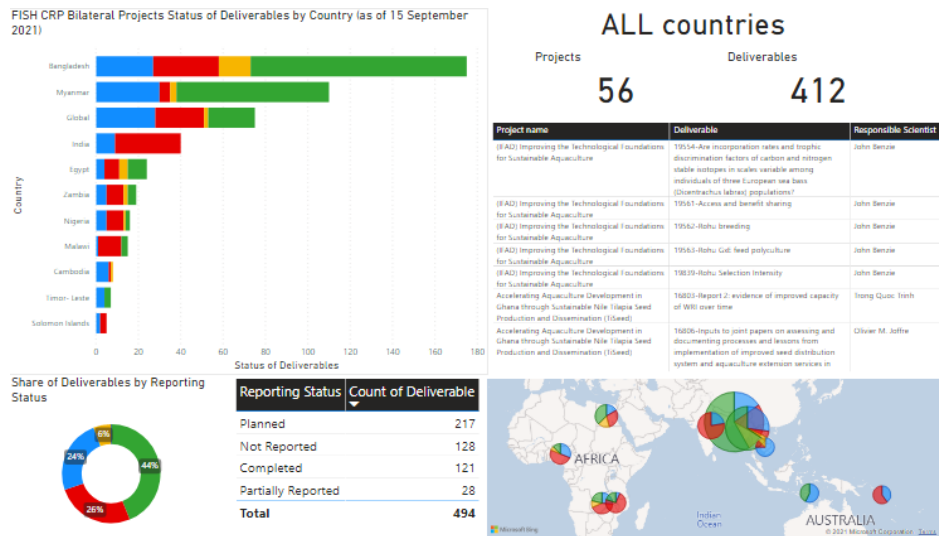 FISH CRP Bilateral Projects Status of Deliverables by Country (as of 15 September
2021)
Bangladesh
Myanmar
Global
India
Egypt
Zambia
Nigeria
Malawi
Cambodia
Timor- Leste
Solomon Islands
Country
0 20 40 60 80 100 120 140 160 180
Status of Deliverables
ALL countries
Projects Deliverables
56 412
Project name Deliverable Responsible Scientist
(IFAD) Improving the Technological Foundations
for Sustainable Aquaculture
19554-Are incorporation rates and trophic
discrimination factors of carbon and nitrogen
stable isotopes in scales variable among
individuals of three European sea bass
(Dicentrachus labrax) populations?
John Benzie
(IFAD) Improving the Technological Foundations
for Sustainable Aquaculture
19561-Access and benefit sharing
John Benzie
(IFAD) Improving the Technological Foundations
for Sustainable Aquaculture
19562-Rohu breeding
John Benzie
(IFAD) Improving the Technological Foundations
for Sustainable Aquaculture
19563-Rohu Gid: feed polyculture
John Benzie
(IFAD) Improving the Technological Foundations
for Sustainable Aquaculture
19839-Rohu Selection Intensity
John Benzie
Accelerating Aquaculture Development in
Ghana through Sustainable Nile Tilapia Seed
Production and Dissemination (TiSeed)
16803-Report 2: evidence of improved capacity
of WRI over time
Trong Quoc Trinh
Accelerating Aquaculture Development in
Ghana through Sustainable Nile Tilapia Seed
Production and Dissemination (TiSeed)
16806-Inputs to joint papers on assessing and
documenting processes and lessons from
implementation of improved seed distribution
system and aquaculture extension services in
Olivier M. Joffre
Share of Deliverables by Reporting
Status
6%
24%
44%
26%
Reporting Status Count of Deliverable
Planned 217
Not Reported 128
Completed 121
Partially Reported 28
Total 494
AFRICA
Indian
Ocean
AUSTRALIA
Microsoft Bing
© 2021 Microsoft Corporation Terms